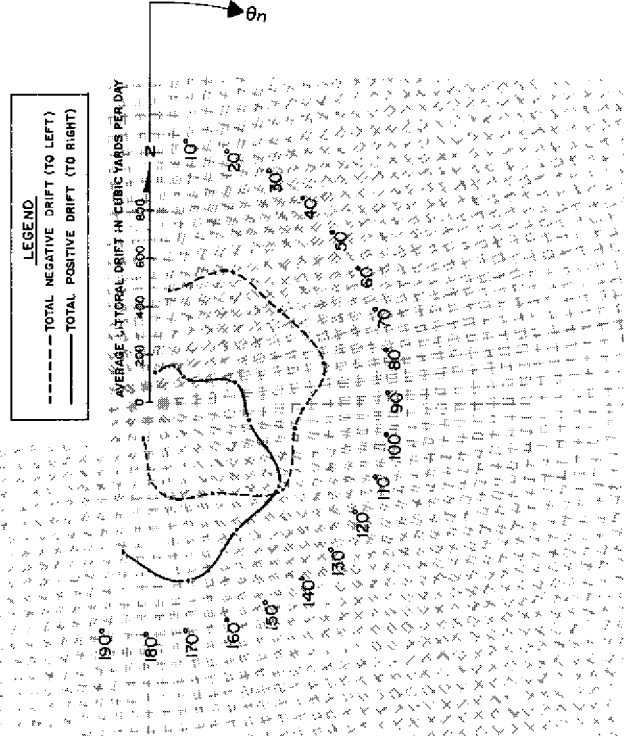 LEGEND
TOTAL NEGATIVE DRIFT (TO LEFT)
TOTAL POSITIVE DRIFT (TO RIGHT)
AVERAGE LITTORAL DRIFT IN CUBIC YARDS PER DAY
0 200 400 600 800
N
θn
10°
20°
30°
40°
50°
60°
70°
80°
90°
100°
110°
120°
130°
140°
150°
160°
170°
180°
190°